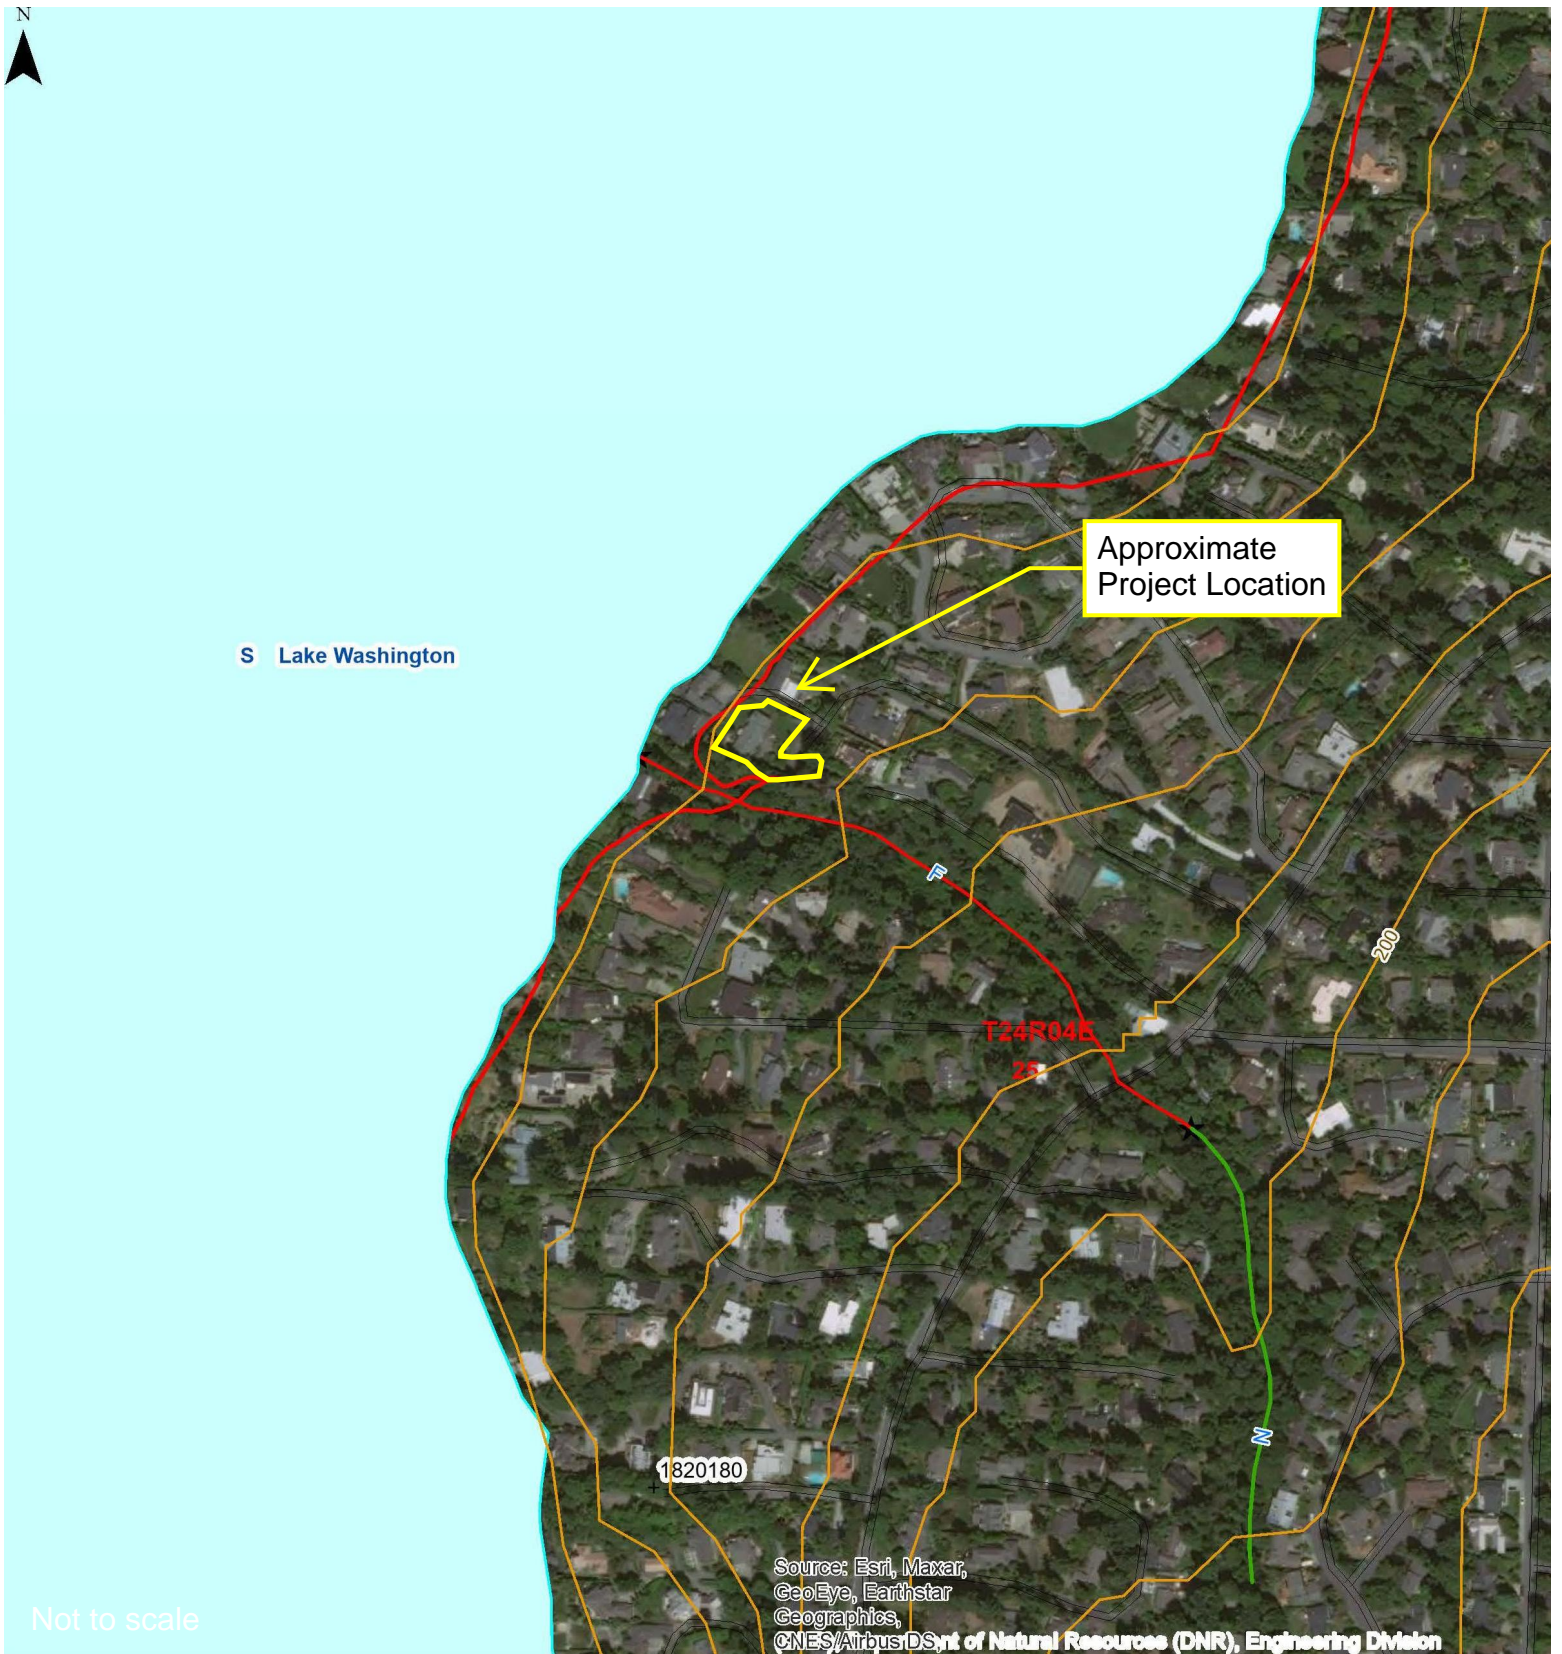 N
Approximate
Project Location
S Lake Washington
F
200
T24R04E
25
N
1820180
Source: Esri, Maxar,
GeoEye, Earthstar
Geographics,
CNES/Airbus DS,
nt of Natural Resources (DNR), Engineering Division
Not to scale